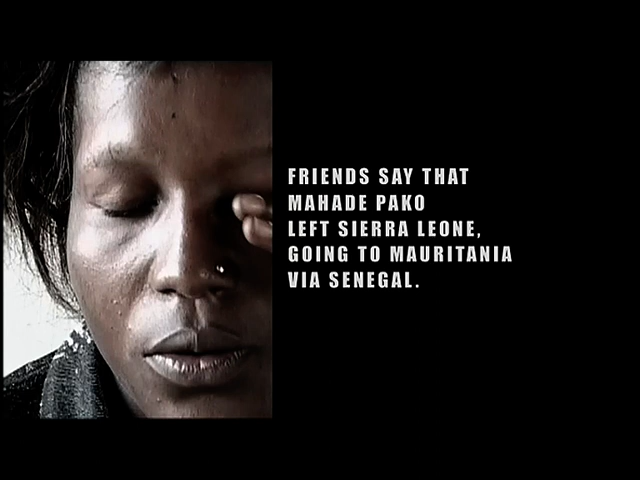 FRIENDS SAY THAT
MAHADE PAKO
LEFT SIERRA LEONE,
GOING TO MAURITANIA
VIA SENEGAL.